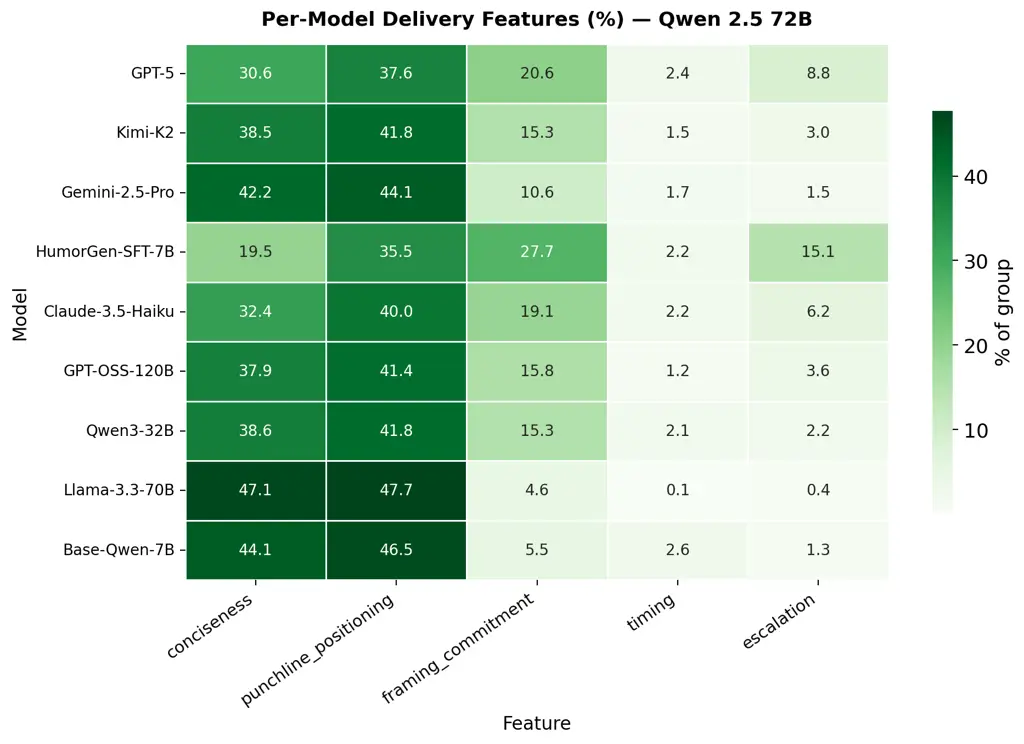 Per-Model Delivery Features (%) — Qwen 2.5 72B
Model
GPT-5 30.6 37.6 20.6 2.4 8.8
Kimi-K2 38.5 41.8 15.3 1.5 3.0
Gemini-2.5-Pro 42.2 44.1 10.6 1.7 1.5
HumorGen-SFT-7B 19.5 35.5 27.7 2.2 15.1
Claude-3.5-Haiku 32.4 40.0 19.1 2.2 6.2
GPT-OSS-120B 37.9 41.4 15.8 1.2 3.6
Qwen3-32B 38.6 41.8 15.3 2.1 2.2
Llama-3.3-70B 47.1 47.7 4.6 0.1 0.4
Base-Qwen-7B 44.1 46.5 5.5 2.6 1.3
conciseness punchline_positioning framing_commitment timing escalation
Feature
40
30
20
10
% of group